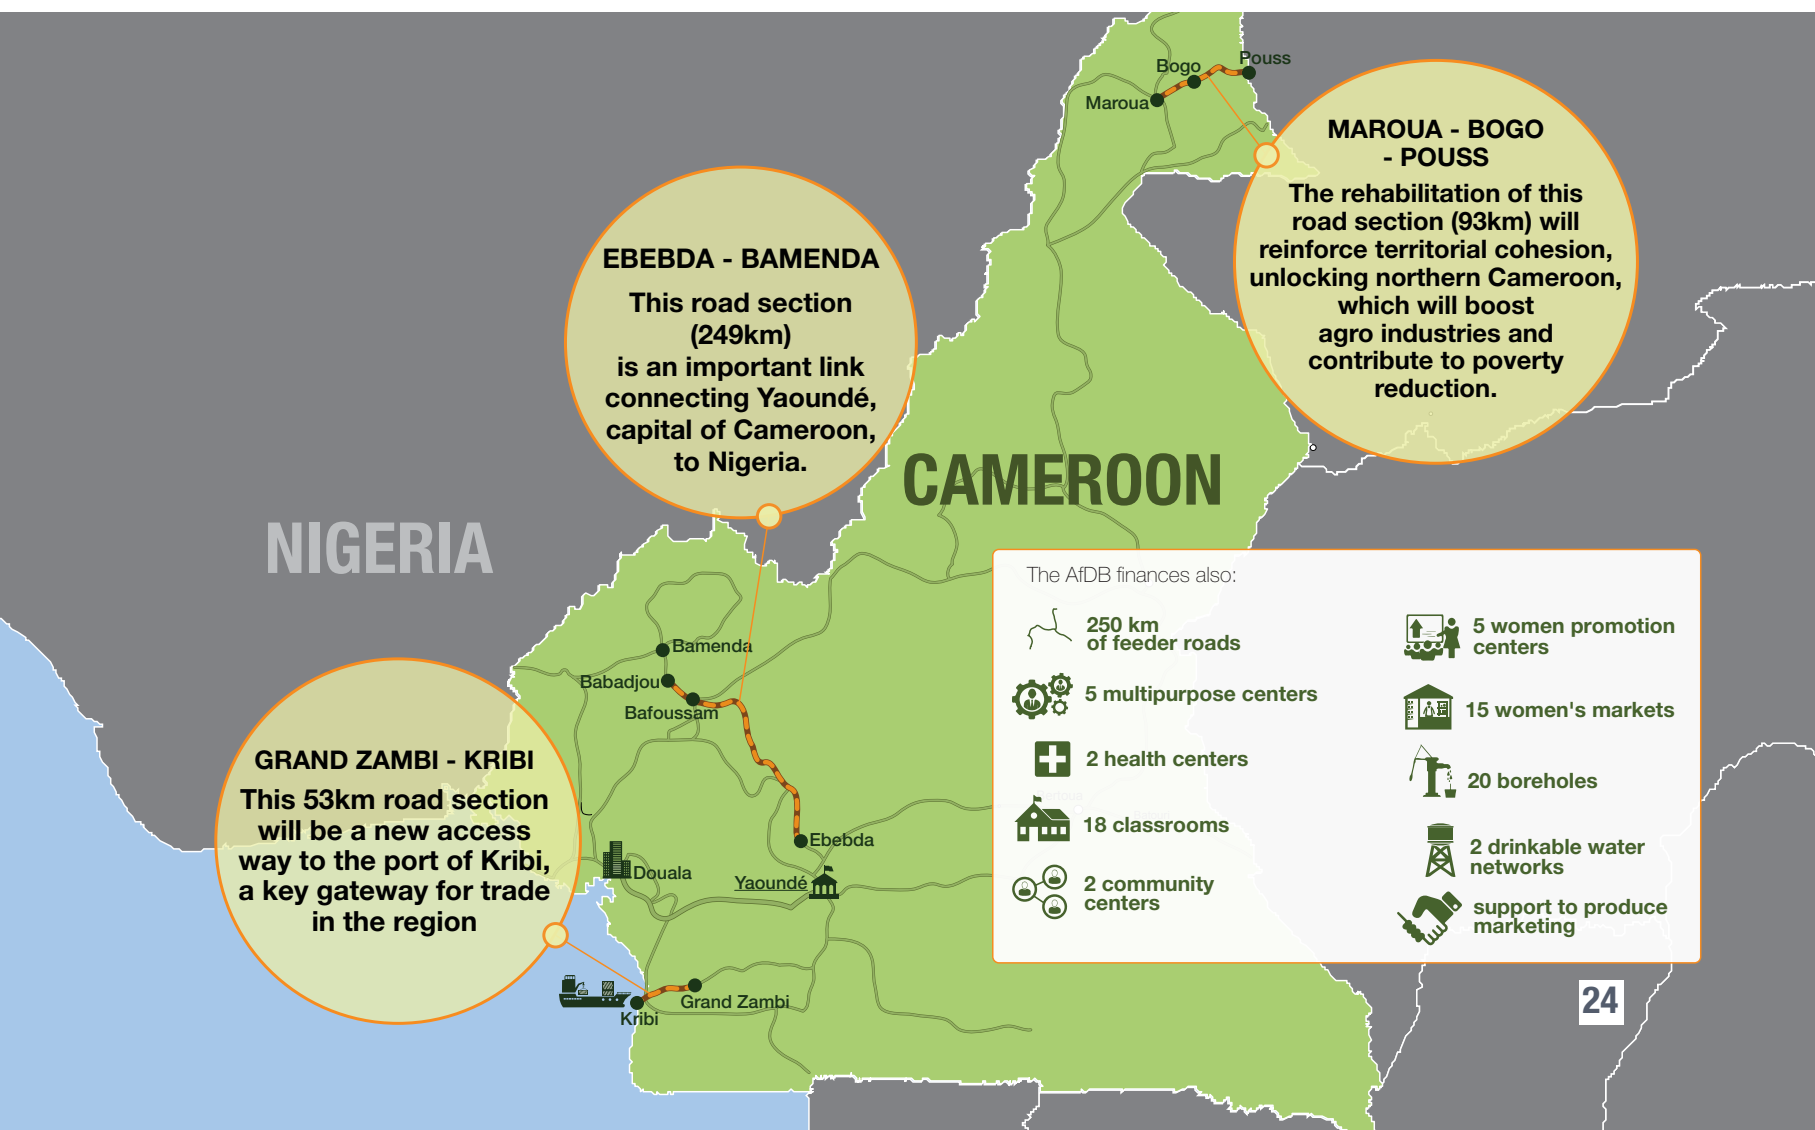 Bogo
Pouss
Maroua
MAROUA - BOGO
- POUSS
The rehabilitation of this
road section (93km) will
reinforce territorial cohesion,
unlocking northern Cameroon,
which will boost
agro industries and
contribute to poverty
reduction.
EBEBDA - BAMENDA
This road section
(249km)
is an important link
connecting Yaoundé,
capital of Cameroon,
to Nigeria.
CAMEROON
NIGERIA
Bamenda
Babadjou
Bafoussam
Ebebda
Douala
Yaoundé
GRAND ZAMBI - KRIBI
This 53km road section
will be a new access
way to the port of Kribi,
a key gateway for trade
in the region
Grand Zambi
Kribi
The AfDB finances also:
250 km
of feeder roads
5 multipurpose centers
2 health centers
18 classrooms
2 community
centers
5 women promotion
centers
15 women's markets
20 boreholes
2 drinkable water
networks
support to produce
marketing
24